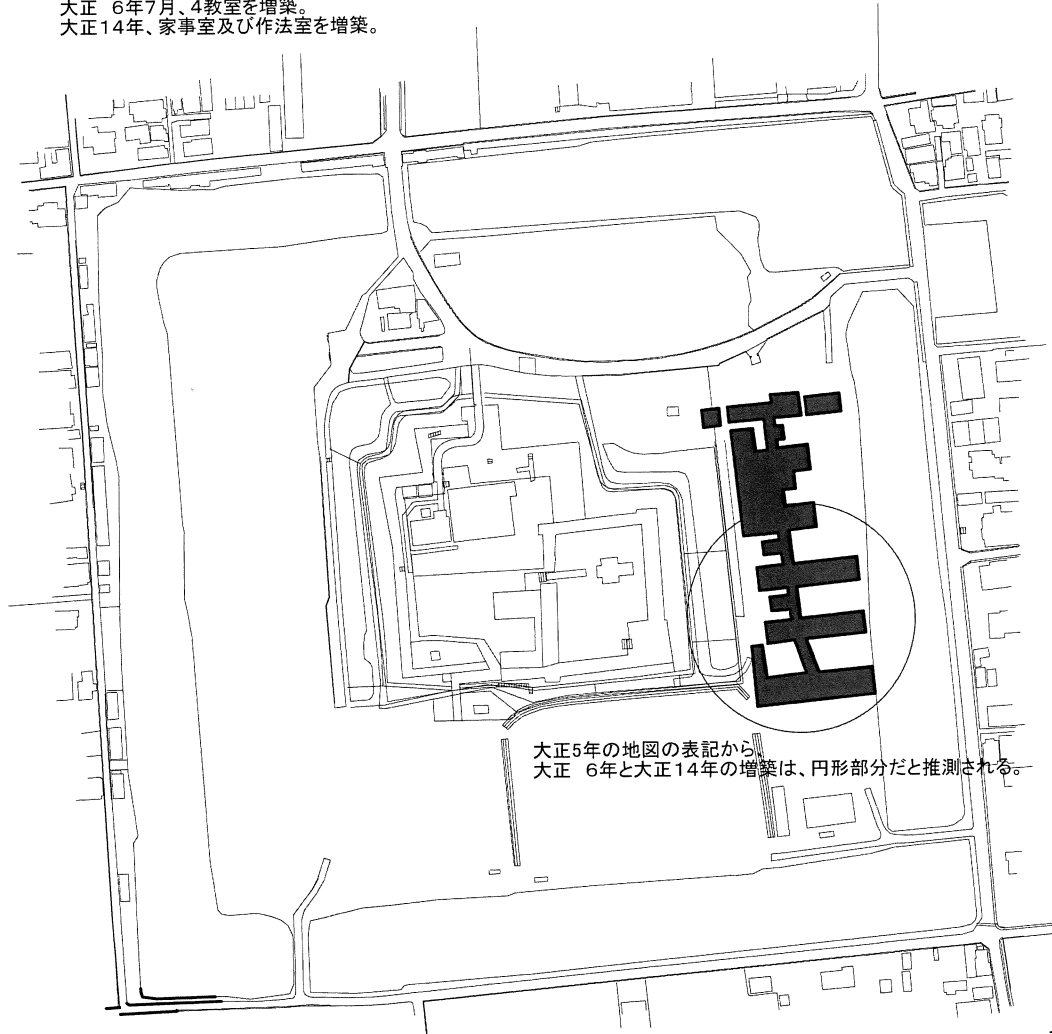 大正 6年7月、4教室を増築。
大正14年、家事室及び作法室を増築。
大正5年の地図の表記から、
大正 6年と大正14年の増築は、円形部分だと推測される。